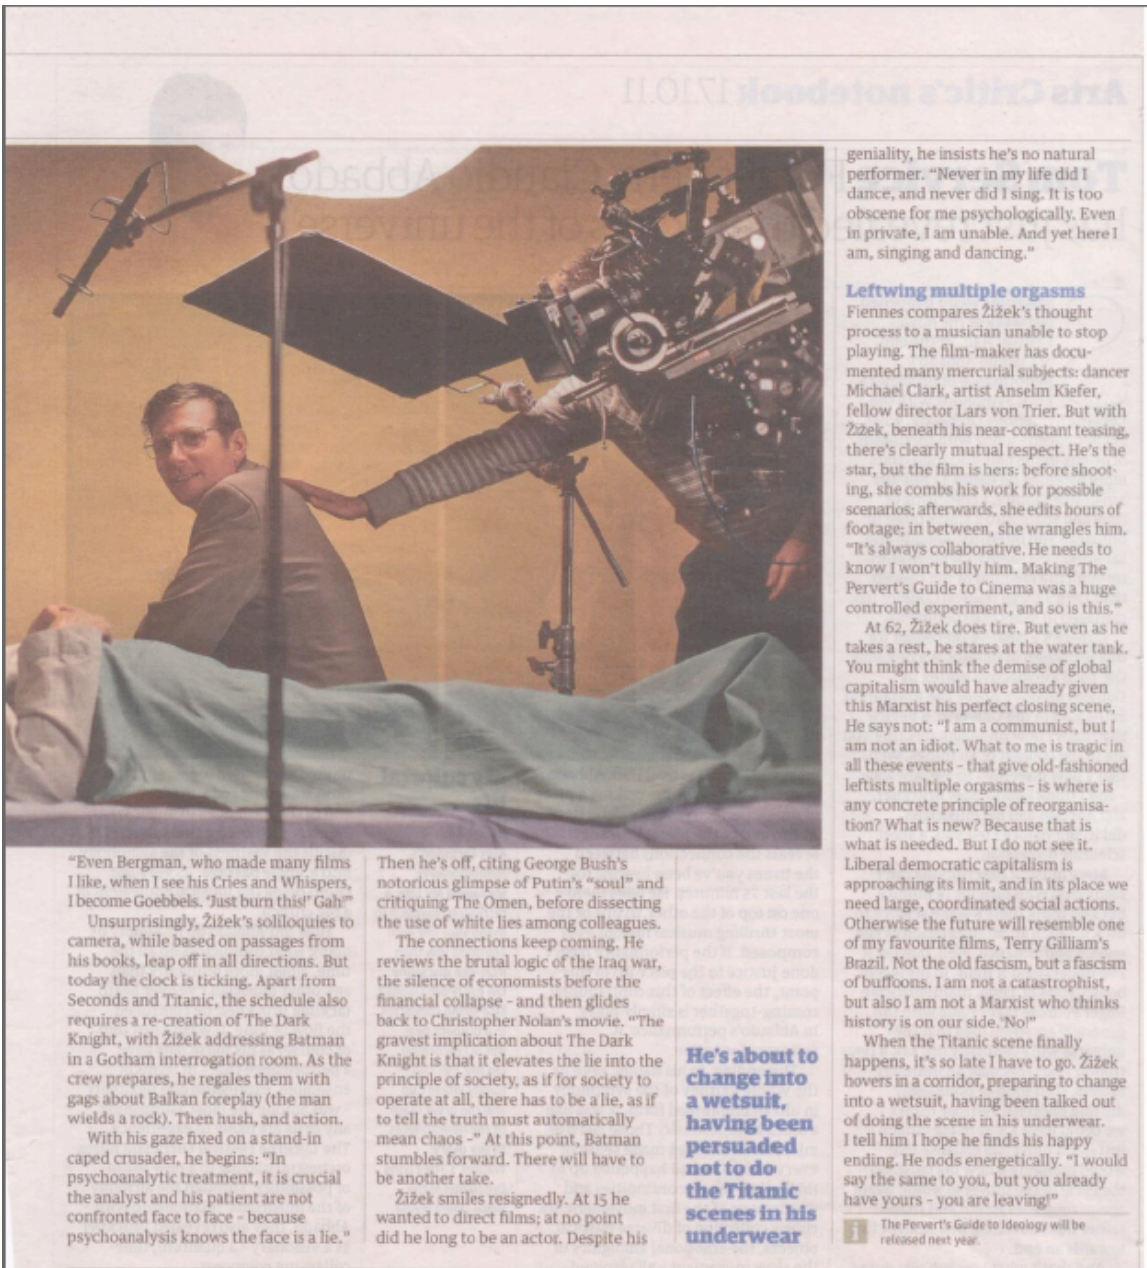 Arts Critic's notebook 17.10.11
"Even Bergman, who made many films
I like, when I see his Cries and Whispers,
I become Goebbels. 'Just burn this!' Gah!"
Unsurprisingly, Žižek's soliloquies to
camera, while based on passages from
his books, leap off in all directions. But
today the clock is ticking. Apart from
Seconds and Titanic, the schedule also
requires a re-creation of The Dark
Knight, with Žižek addressing Batman
in a Gotham interrogation room. As the
crew prepares, he regales them with
gags about Balkan foreplay (the man
wields a rock). Then hush, and action.
With his gaze fixed on a stand-in
caped crusader, he begins: "In
psychoanalytic treatment, it is crucial
the analyst and his patient are not
confronted face to face – because
psychoanalysis knows the face is a lie."
Then he's off, citing George Bush's
notorious glimpse of Putin's "soul" and
critiquing The Omen, before dissecting
the use of white lies among colleagues.
The connections keep coming. He
reviews the brutal logic of the Iraq war,
the silence of economists before the
financial collapse – and then glides
back to Christopher Nolan's movie. "The
gravest implication about The Dark
Knight is that it elevates the lie into the
principle of society, as if for society to
operate at all, there has to be a lie, as if
to tell the truth must automatically
mean chaos –" At this point, Batman
stumbles forward. There will have to
be another take.
Žižek smiles resignedly. At 15 he
wanted to direct films; at no point
did he long to be an actor. Despite his
He's about to
change into
a wetsuit,
having been
persuaded
not to do
the Titanic
scenes in his
underwear
geniality, he insists he's no natural
performer. "Never in my life did I
dance, and never did I sing. It is too
obscene for me psychologically. Even
in private, I am unable. And yet here I
am, singing and dancing."
Leftwing multiple orgasms
Fiennes compares Žižek's thought
process to a musician unable to stop
playing. The film-maker has docu-
mented many mercurial subjects: dancer
Michael Clark, artist Anselm Kiefer,
fellow director Lars von Trier. But with
Žižek, beneath his near-constant teasing,
there's clearly mutual respect. He's the
star, but the film is hers: before shoot-
ing, she combs his work for possible
scenarios; afterwards, she edits hours of
footage; in between, she wrangles him.
"It's always collaborative. He needs to
know I won't bully him. Making The
Pervert's Guide to Cinema was a huge
controlled experiment, and so is this."
At 62, Žižek does tire. But even as he
takes a rest, he stares at the water tank.
You might think the demise of global
capitalism would have already given
this Marxist his perfect closing scene.
He says not: "I am a communist, but I
am not an idiot. What to me is tragic in
all these events – that give old-fashioned
leftists multiple orgasms – is where is
any concrete principle of reorganisa-
tion? What is new? Because that is
what is needed. But I do not see it.
Liberal democratic capitalism is
approaching its limit, and in its place we
need large, coordinated social actions.
Otherwise the future will resemble one
of my favourite films, Terry Gilliam's
Brazil. Not the old fascism, but a fascism
of buffoons. I am not a catastrophist,
but also I am not a Marxist who thinks
history is on our side. 'No!"
When the Titanic scene finally
happens, it's so late I have to go. Žižek
hovers in a corridor, preparing to change
into a wetsuit, having been talked out
of doing the scene in his underwear.
I tell him I hope he finds his happy
ending. He nods energetically. "I would
say the same to you, but you already
have yours – you are leaving!"
The Pervert's Guide to Ideology will be
released next year.